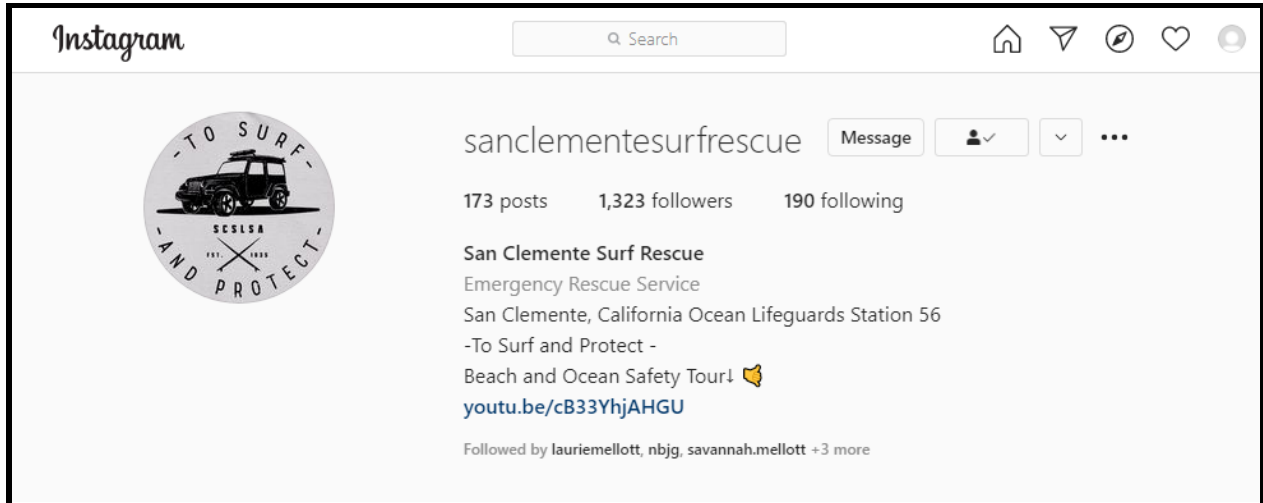 Instagram
Search
sanclementesurfrescue Message
173 posts 1,323 followers 190 following
-TO SURF-
SCSLSA
EST. 1935
-AND PROTECT-
San Clemente Surf Rescue
Emergency Rescue Service
San Clemente, California Ocean Lifeguards Station 56
-To Surf and Protect -
Beach and Ocean Safety Tour↓ 🤙
youtu.be/cB33YhjAHGU
Followed by lauriemellott, nbjg, savannah.mellott +3 more